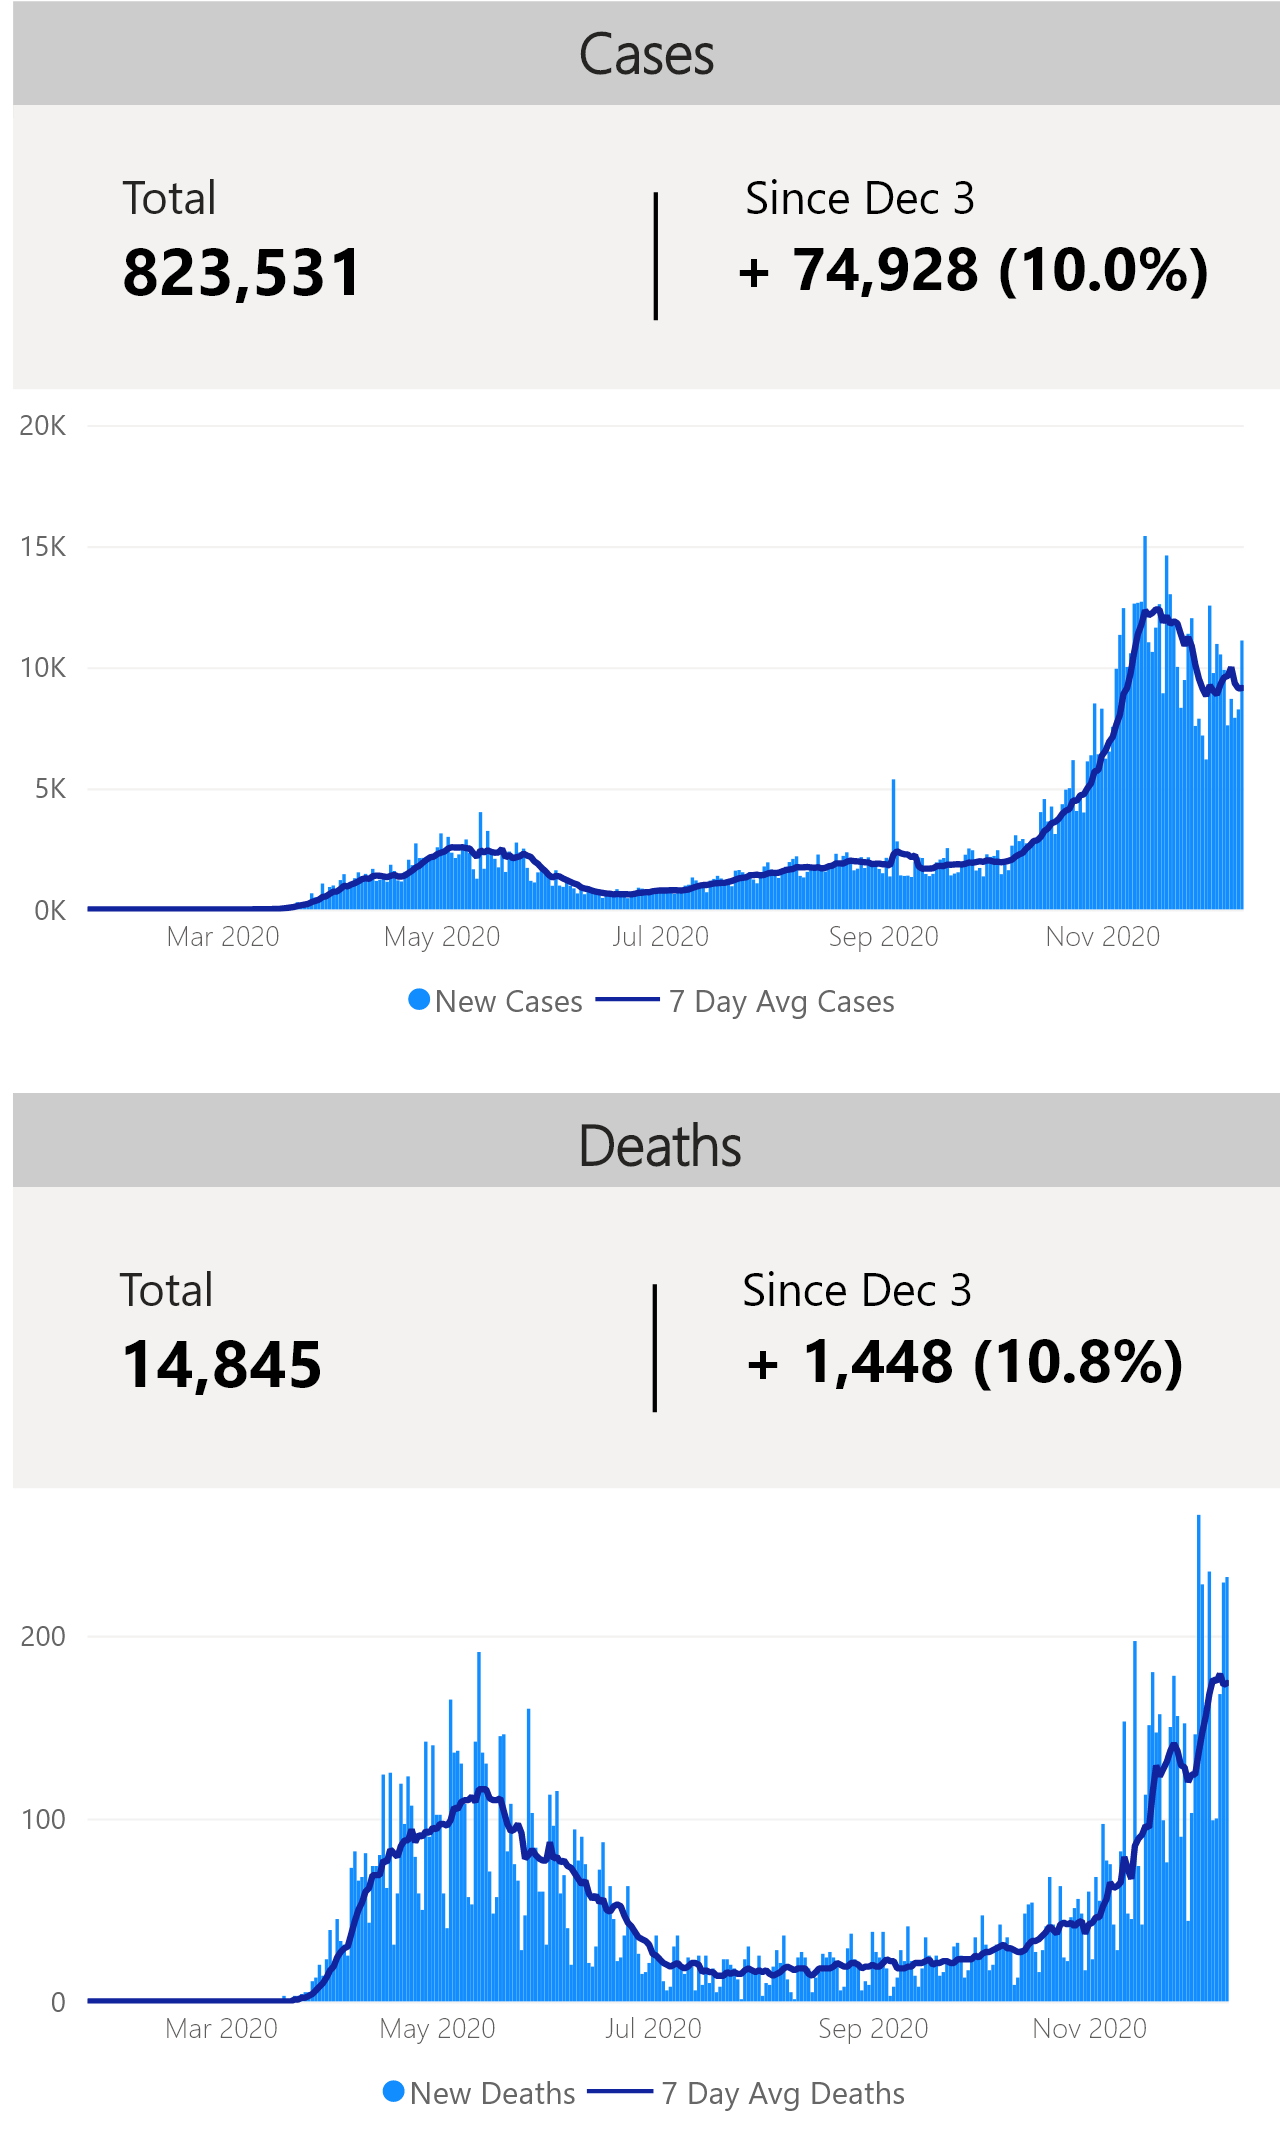 Cases
Total
Since Dec 3
823,531
+ 74,928 (10.0%)
20K
15K
10K
5K
0K
Mar 2020 May 2020 Jul 2020 Sep 2020 Nov 2020
New Cases 7 Day Avg Cases
Deaths
Total
Since Dec 3
14,845
+ 1,448 (10.8%)
200
100
0
Mar 2020 May 2020 Jul 2020 Sep 2020 Nov 2020
New Deaths 7 Day Avg Deaths